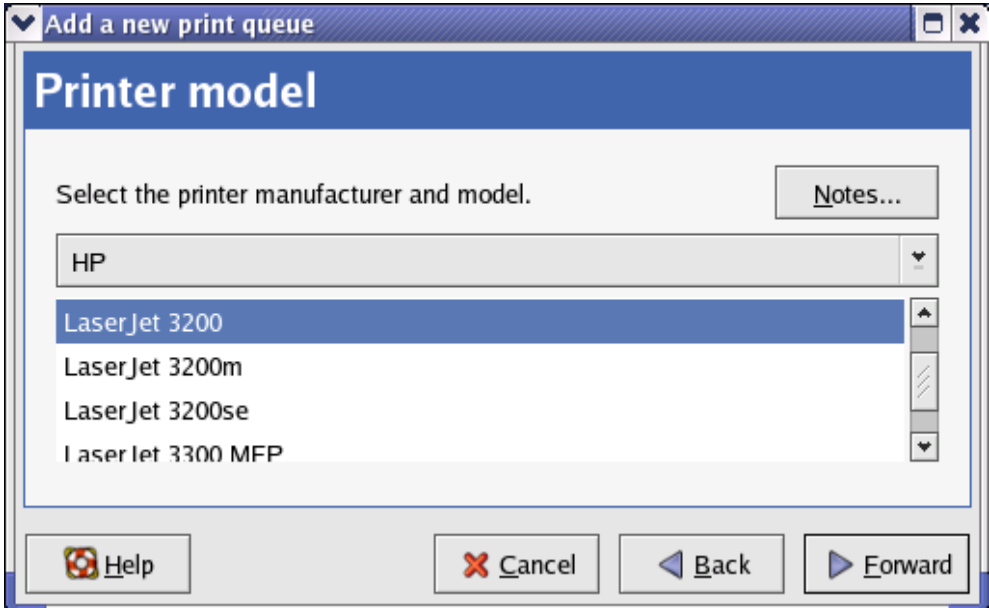 Add a new print queue
Printer model
Select the printer manufacturer and model.
Notes...
HP
LaserJet 3200
LaserJet 3200m
LaserJet 3200se
LaserJet 3300 MFP
Help
Cancel
Back
Forward